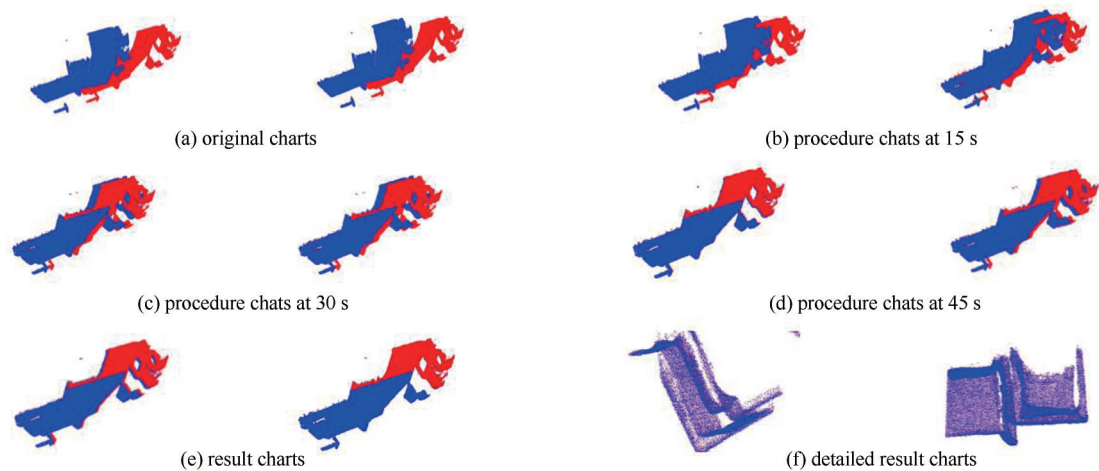 (a) original charts
(b) procedure chats at 15 s
(c) procedure chats at 30 s
(d) procedure chats at 45 s
(e) result charts
(f) detailed result charts